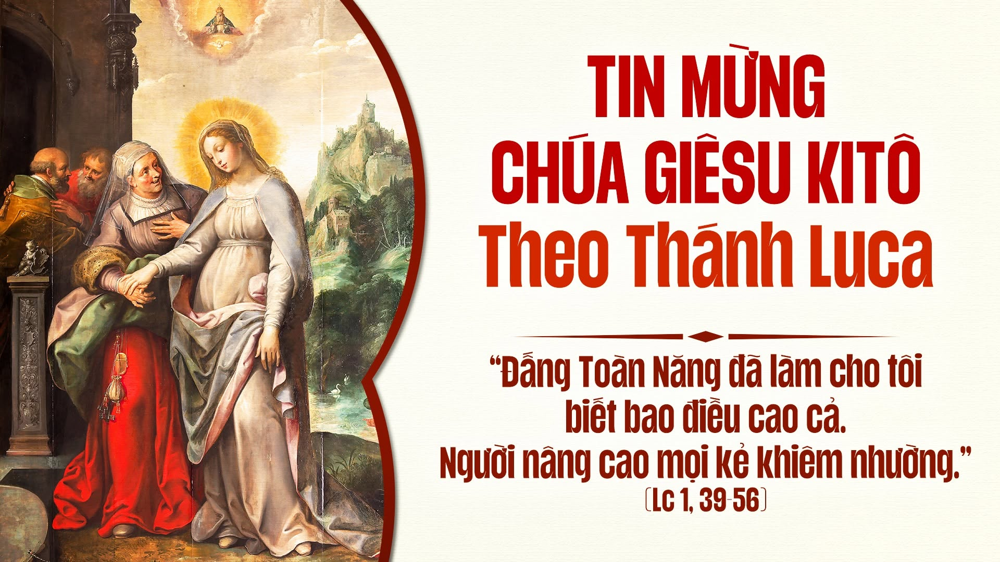 TIN MỪNG
CHÚA GIÊSU KITÔ
Theo Thánh Luca
“Đấng Toàn Năng đã làm cho tôi
biết bao điều cao cả.
Người nâng cao mọi kẻ khiêm nhường.”
(Lc 1, 39-56)